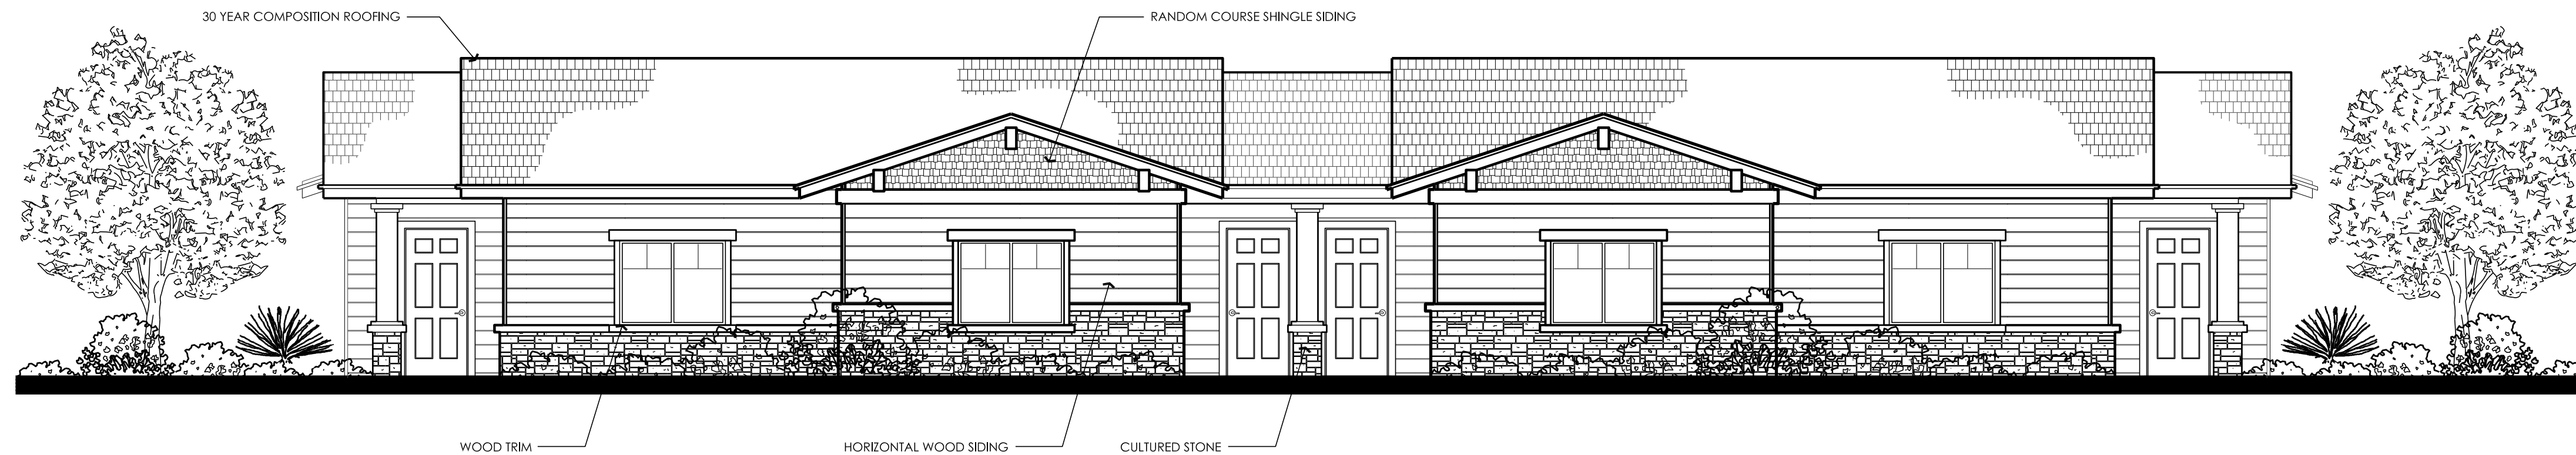 30 YEAR COMPOSITION ROOFING
RANDOM COURSE SHINGLE SIDING
WOOD TRIM
HORIZONTAL WOOD SIDING
CULTURED STONE